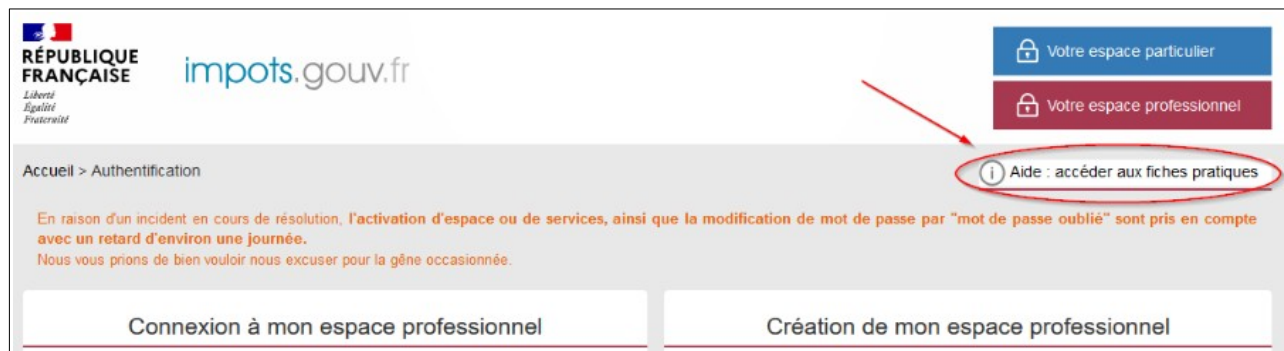 RÉPUBLIQUE
FRANÇAISE
Liberté
Égalité
Fraternité
impots.gouv.fr
Votre espace particulier
Votre espace professionnel
Accueil > Authentification
Aide : accéder aux fiches pratiques
En raison d'un incident en cours de résolution, l'activation d'espace ou de services, ainsi que la modification de mot de passe par "mot de passe oublié" sont pris en compte
avec un retard d'environ une journée.
Nous vous prions de bien vouloir nous excuser pour la gêne occasionnée.
Connexion à mon espace professionnel
Création de mon espace professionnel